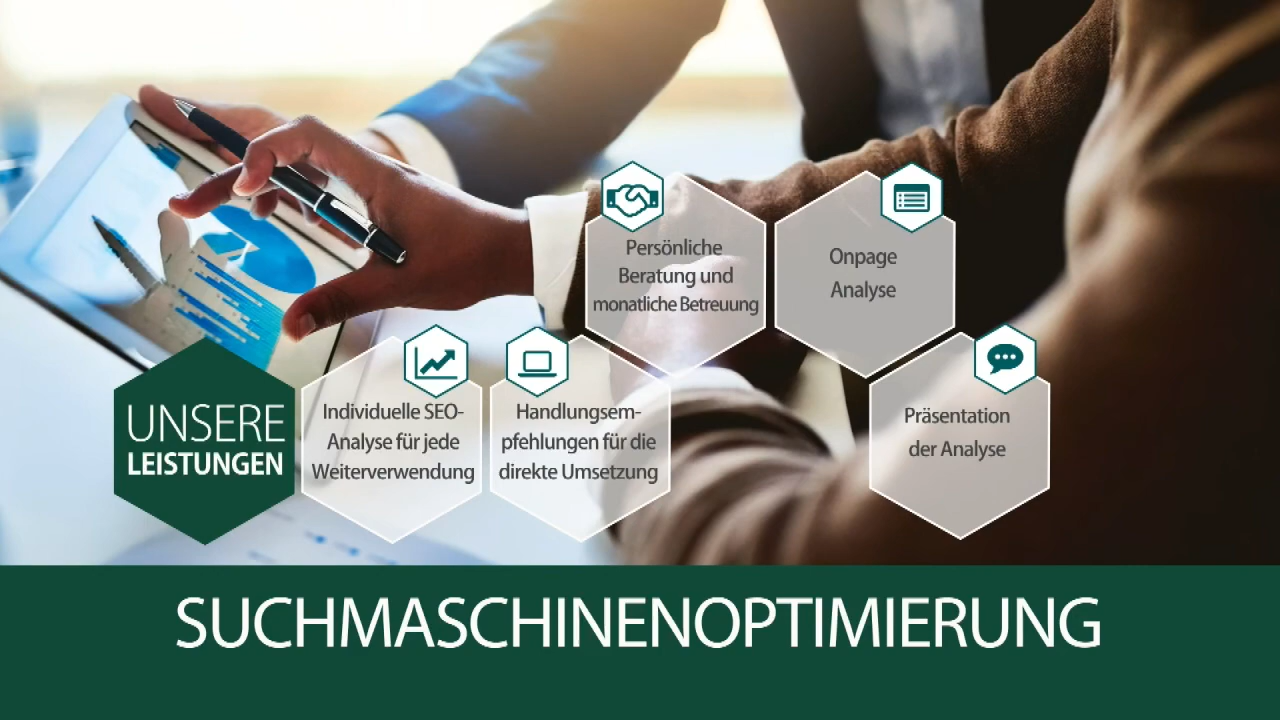 Persönliche
Beratung und
monatliche Betreuung
Onpage
Analyse
UNSERE
LEISTUNGEN
Individuelle SEO-
Analyse für jede
Weiterverwendung
Handlungsem-
pfehlungen für die
direkte Umsetzung
Präsentation
der Analyse
SUCHMASCHINENOPTIMIERUNG